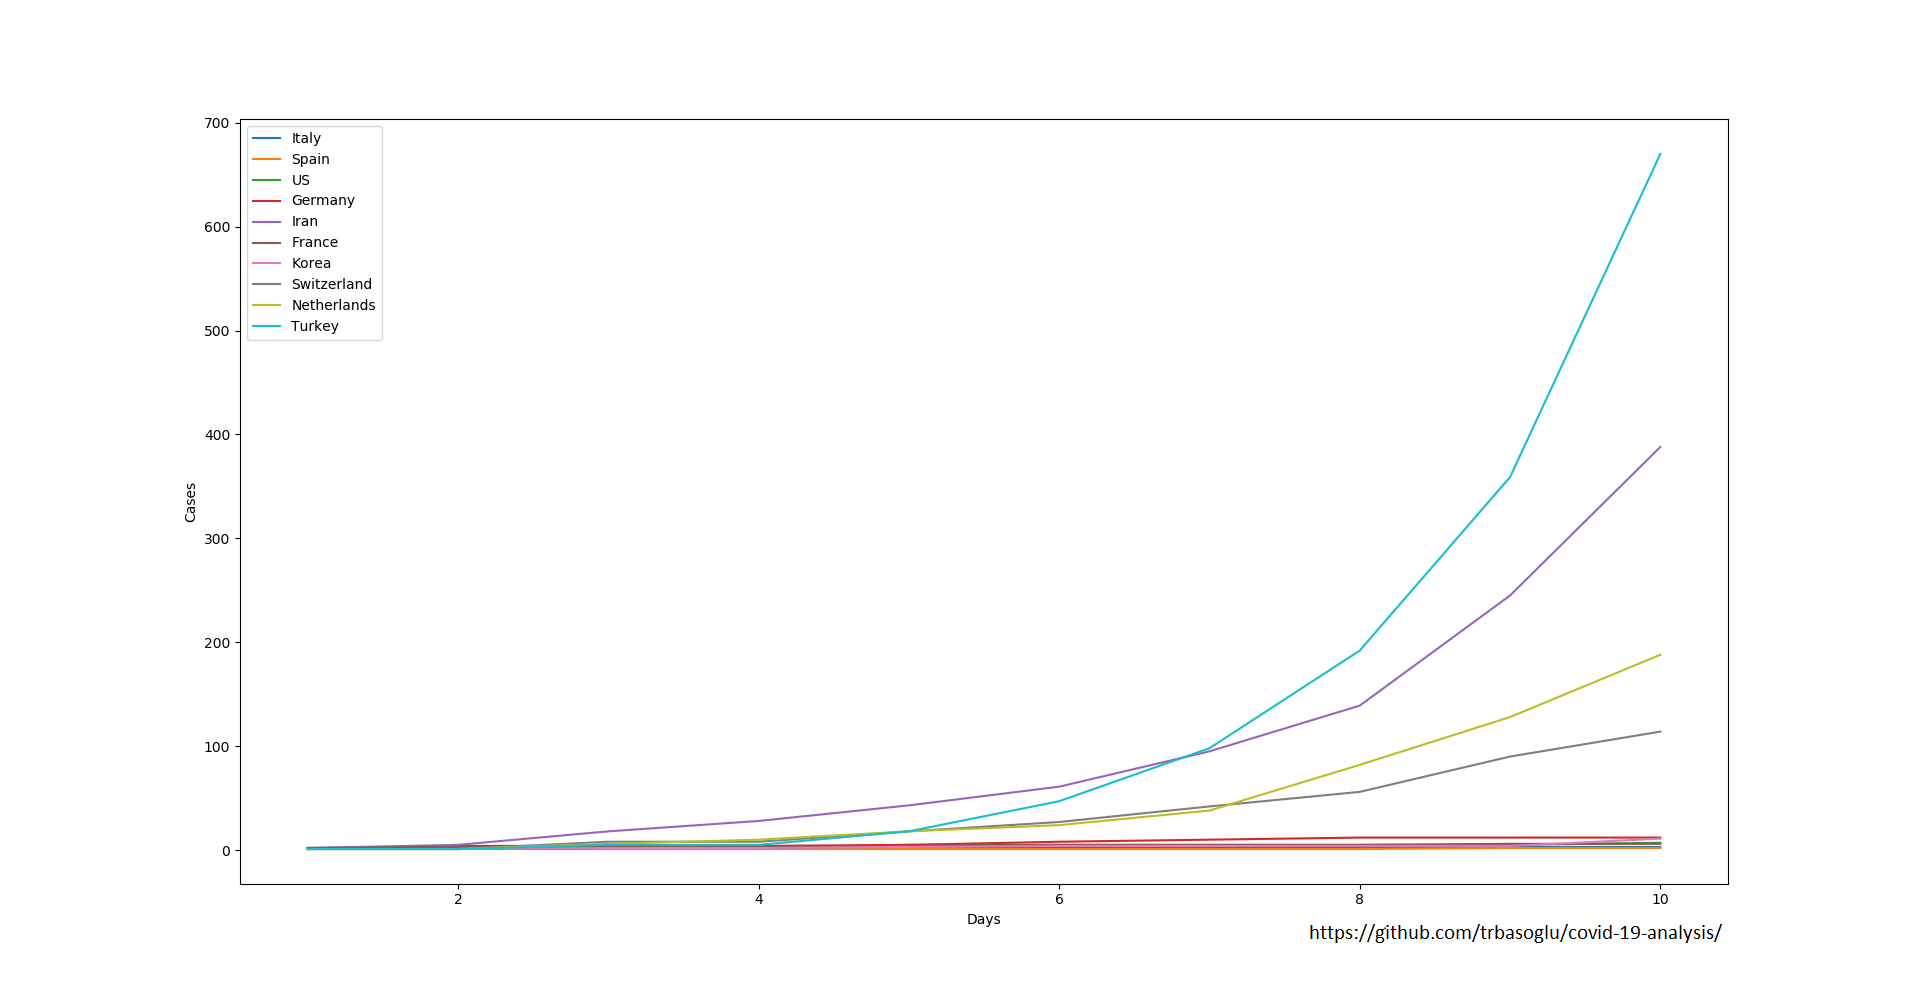 700
600
500
400
300
200
100
0
Cases
Italy
Spain
US
Germany
Iran
France
Korea
Switzerland
Netherlands
Turkey
2 4 6 8 10
Days
https://github.com/trbasoglu/covid-19-analysis/